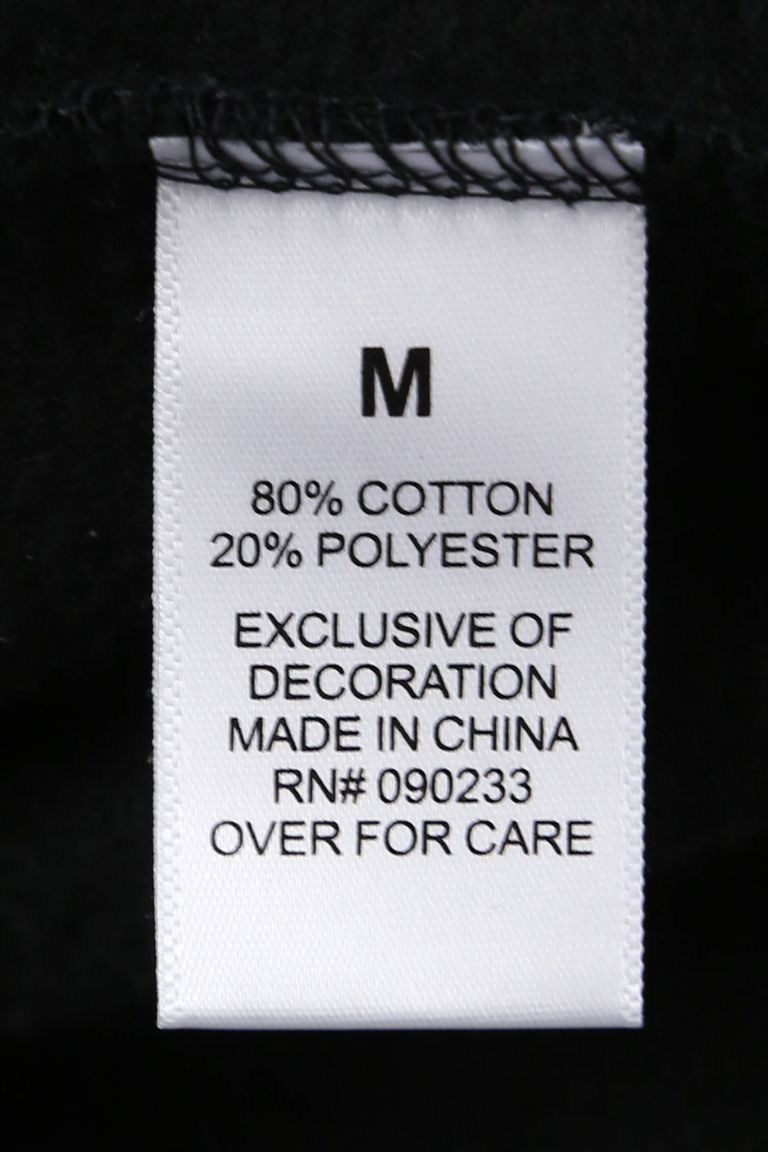 M
80% COTTON
20% POLYESTER
EXCLUSIVE OF
DECORATION
MADE IN CHINA
RN# 090233
OVER FOR CARE